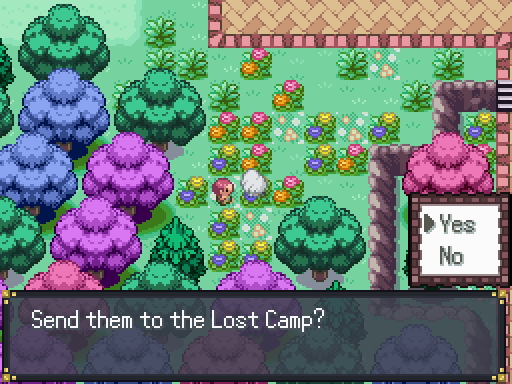 Yes
No
Send them to the Lost Camp?